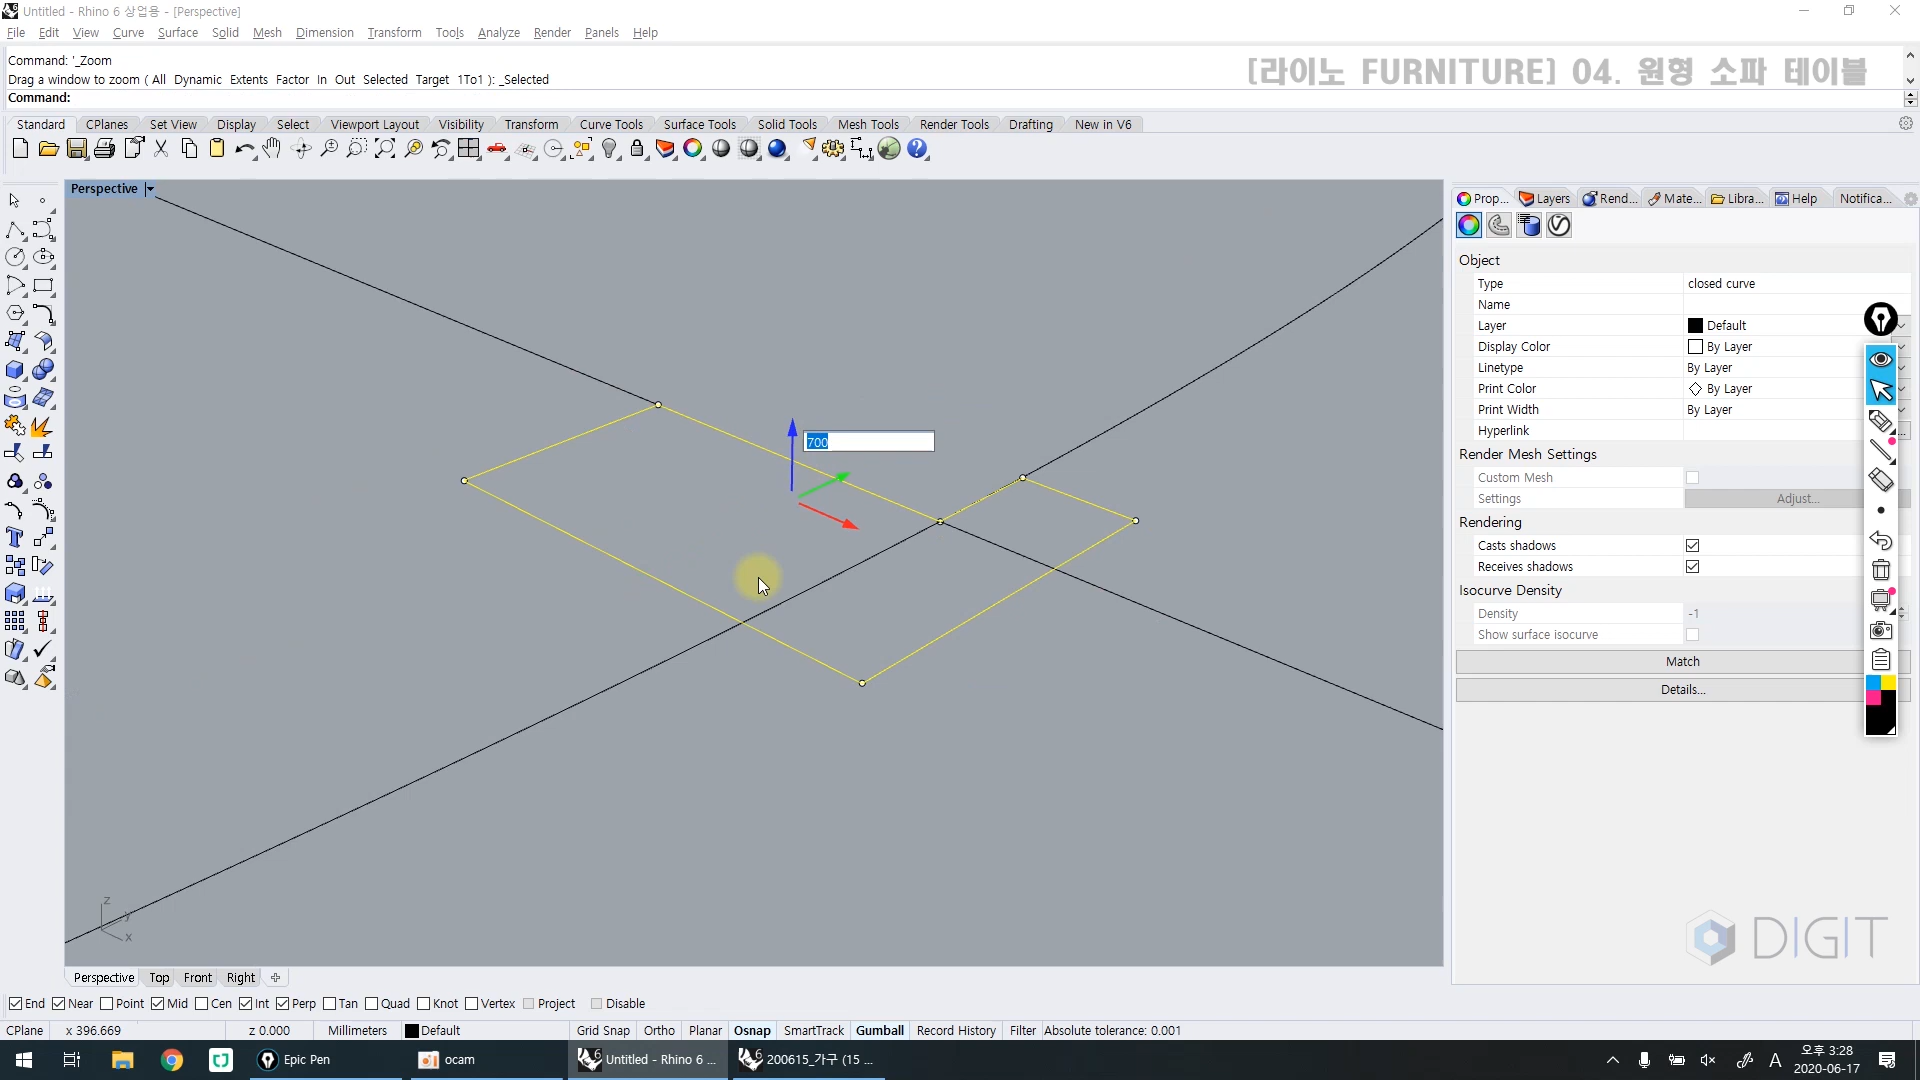 Untitled - Rhino 6 상업용 - [Perspective]
File Edit View Curve Surface Solid Mesh Dimension Transform Tools Analyze Render Panels Help
Command: '_Zoom
Drag a window to zoom ( All Dynamic Extents Factor In Out Selected Target 1To1 ): _Selected
Command:
[라이노 FURNITURE] 04. 원형 소파 테이블
Standard CPlanes Set View Display Select Viewport Layout Visibility Transform Curve Tools Surface Tools Solid Tools Mesh Tools Render Tools Drafting New in V6
Perspective
Prop... Layers Rend... Mate... Libra... Help Notifica...
Object
Type closed curve
Name
Layer Default
Display Color By Layer
Linetype By Layer
Print Color By Layer
Print Width By Layer
Hyperlink ...
Render Mesh Settings
Custom Mesh
Settings Adjust...
Rendering
Casts shadows
Receives shadows
Isocurve Density
Density -1
Show surface isocurve
Match
Details...
700
z
y
x
DIGIT
Perspective Top Front Right
End Near Point Mid Cen Int Perp Tan Quad Knot Vertex Project Disable
CPlane x 396.669 z 0.000 Millimeters Default Grid Snap Ortho Planar Osnap SmartTrack Gumball Record History Filter Absolute tolerance: 0.001
Epic Pen ocam Untitled - Rhino 6 ... 200615_가구 (15 ... A 오후 3:28
2020-06-17